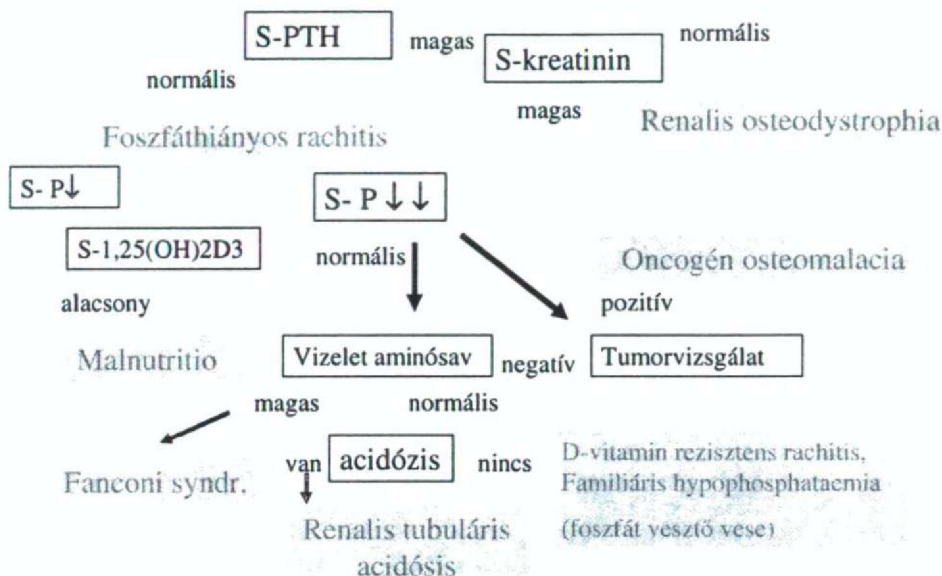 S-PTH
magas
normális
S-kreatinin
normális
magas
Foszfáthiányos rachitis
Renalis osteodystrophia
S- P↓
S- P ↓ ↓
S-1,25(OH)2D3
normális
Oncogén osteomalacia
alacsony
pozitív
Malnutritio
Vizelet aminósav
negatív
Tumorvizsgálat
magas
normális
Fanconi syndr.
van
acidózis
nincs
D-vitamin rezisztens rachitis,
Familiáris hypophosphataemia
(foszfát vesztő vese)
Renalis tubuláris
acidósis